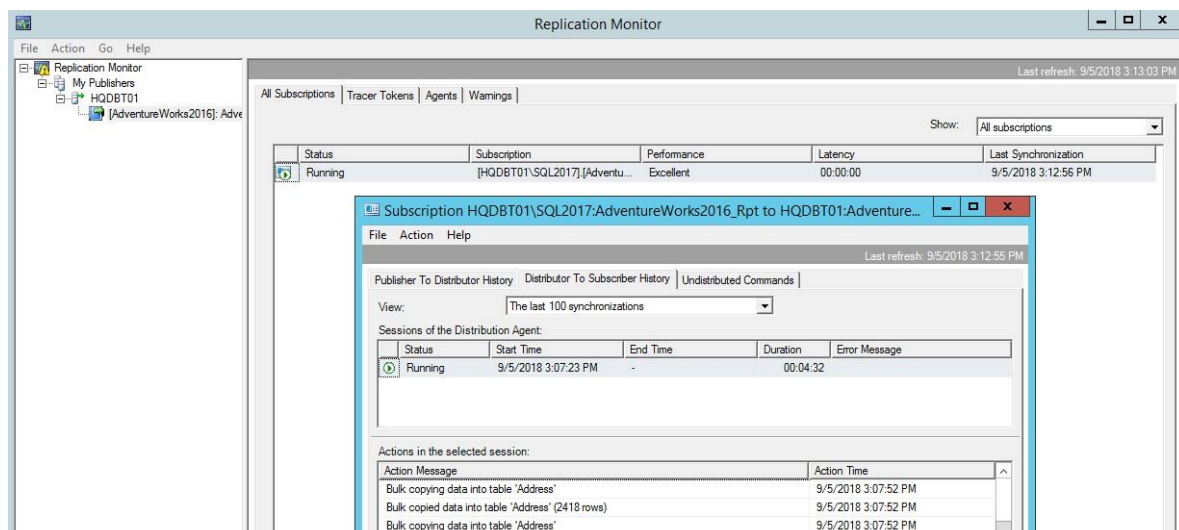 Replication Monitor
File Action Go Help
Replication Monitor
My Publishers
HQDBT01
[AdventureWorks2016]: Adve
Last refresh: 9/5/2018 3:13:03 PM
All Subscriptions Tracer Tokens Agents Warnings
Show: All subscriptions
Status Subscription Performance Latency Last Synchronization
Running [HQDBT01\SQL2017].[Adventu... Excellent 00:00:00 9/5/2018 3:12:56 PM
Subscription HQDBT01\SQL2017:AdventureWorks2016_Rpt to HQDBT01:Adventure...
File Action Help
Last refresh: 9/5/2018 3:12:55 PM
Publisher To Distributor History Distributor To Subscriber History Undistributed Commands
View: The last 100 synchronizations
Sessions of the Distribution Agent:
Status Start Time End Time Duration Error Message
Running 9/5/2018 3:07:23 PM - 00:04:32
Actions in the selected session:
Action Message Action Time
Bulk copying data into table 'Address' 9/5/2018 3:07:52 PM
Bulk copied data into table 'Address' (2418 rows) 9/5/2018 3:07:52 PM
Bulk copying data into table 'Address' 9/5/2018 3:07:52 PM